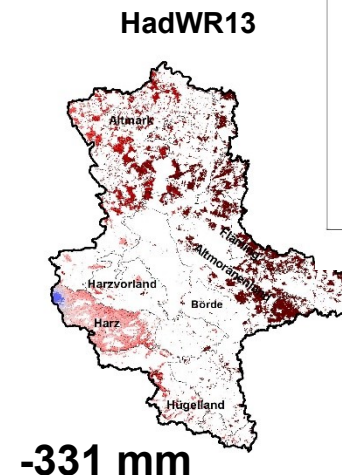 HadWR13
Altmark
Fläming
Altmoränenland
Harzvorland
Börde
Harz
Hügelland
-331 mm